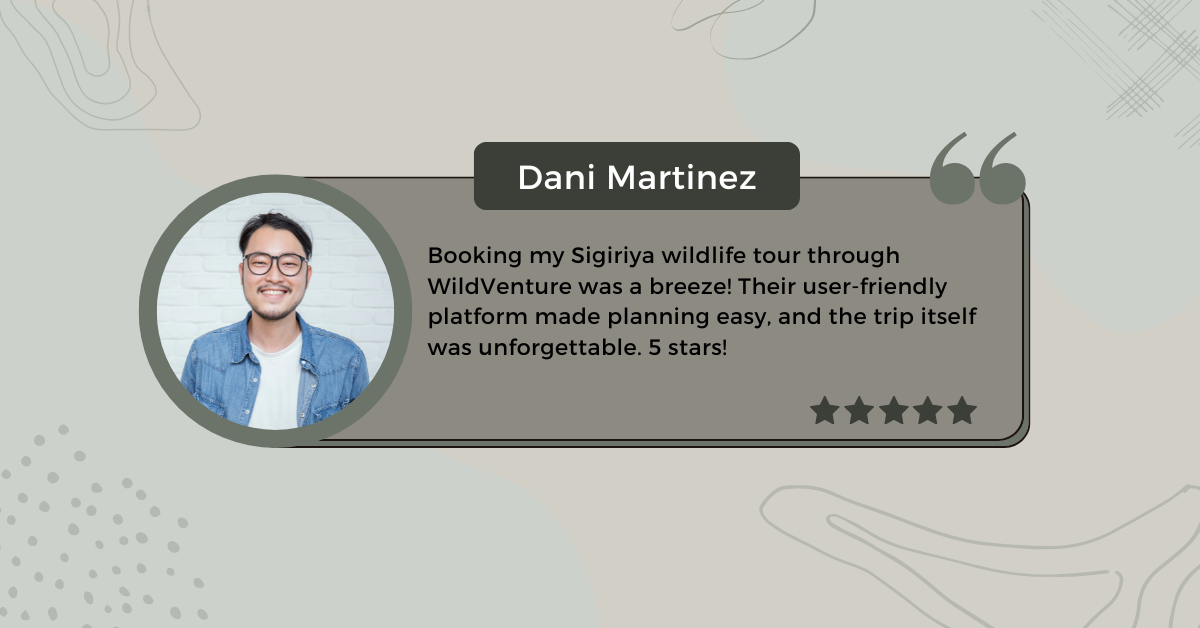 Dani Martinez
Booking my Sigiriya wildlife tour through
WildVenture was a breeze! Their user-friendly
platform made planning easy, and the trip itself
was unforgettable. 5 stars!